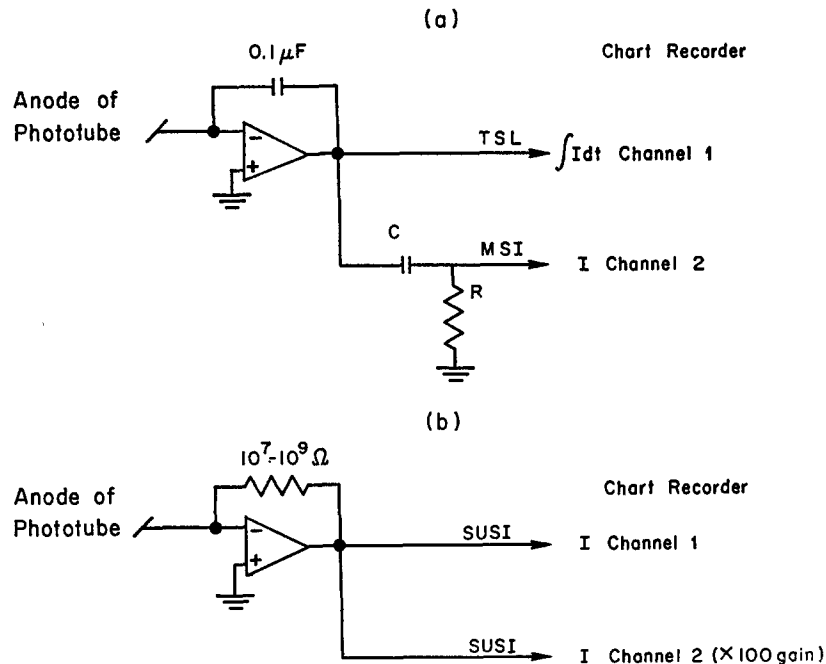 (a)
0.1 µF
Chart Recorder
Anode of
Phototube
−
+
TSL
∫Idt Channel 1
C
MSI
I Channel 2
R
(b)
10⁷-10⁹ Ω
Anode of
Phototube
Chart Recorder
−
+
SUSI
I Channel 1
SUSI
I Channel 2 (×100 gain)